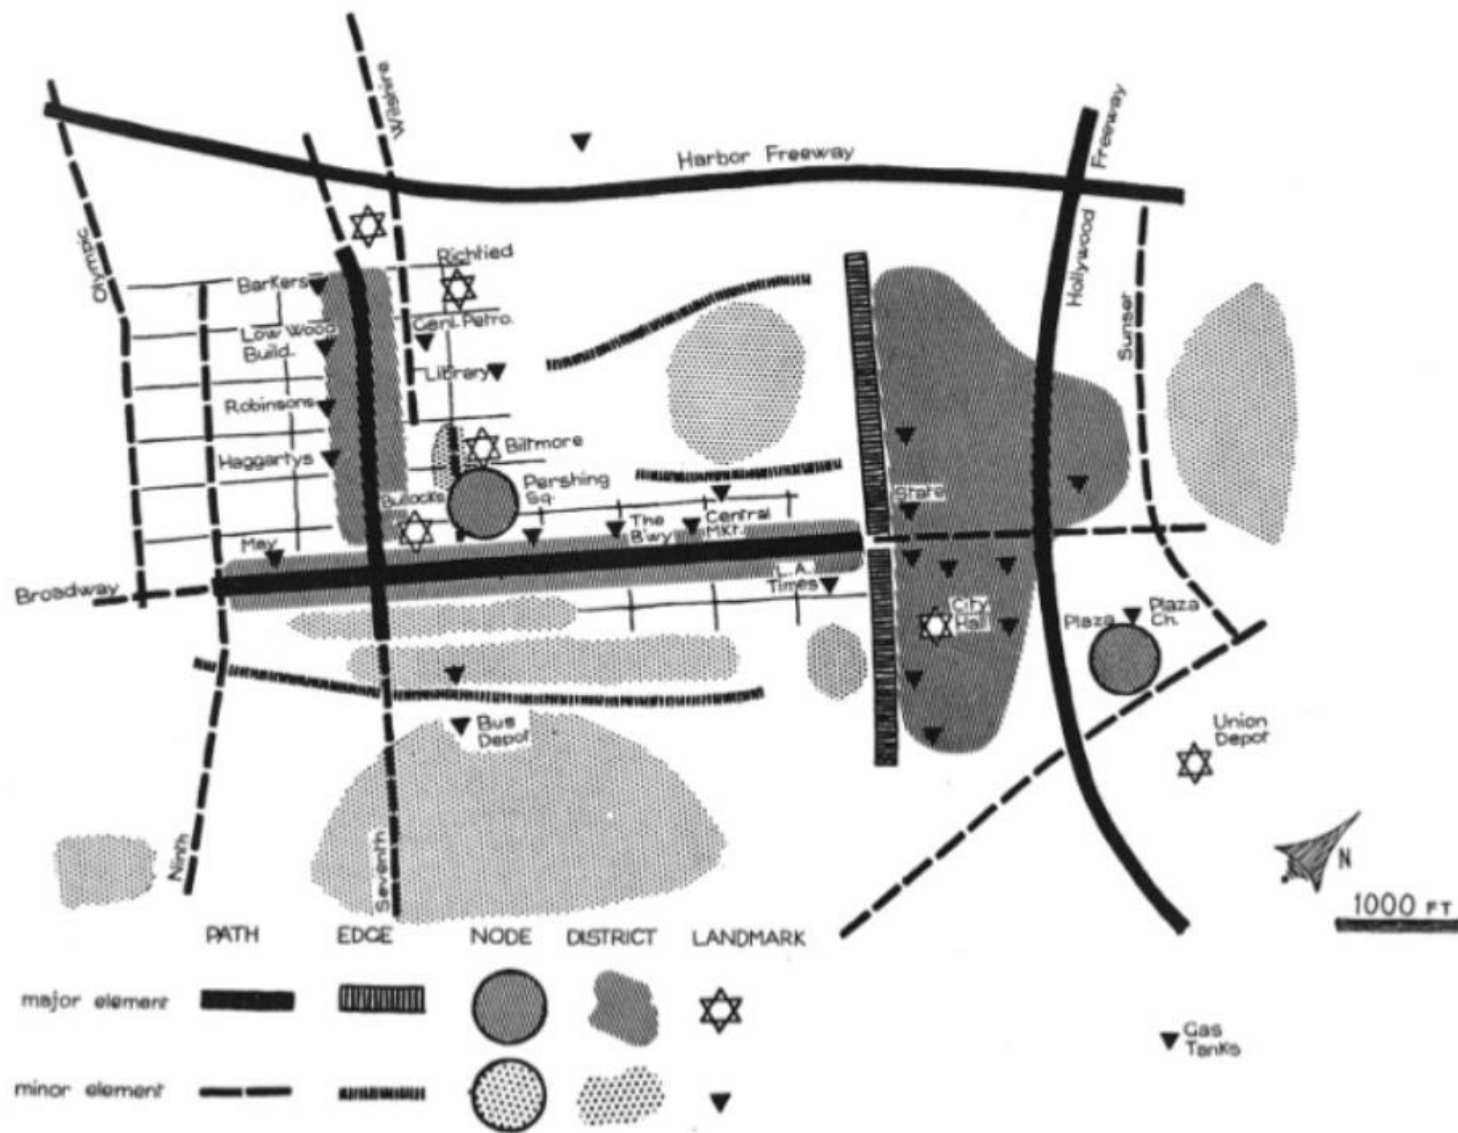 Wilshire
Harbor Freeway
Freeway
Hollywood
Olympic
Sunset
Richfied
Barkers
Genl. Petro.
Low Wood
Build.
Library
Robinsons
Biltmore
Haggartys
Pershing
Sq.
Bullocks
State
The
B'wy
Central
Mkt.
May
Broadway
L.A.
Times
City
Hall
Plaza
Plaza
Ch.
Bus
Depot
Union
Depot
Ninth
Seventh
N
1000 FT
PATH EDGE NODE DISTRICT LANDMARK
major element
minor element
Gas
Tanks